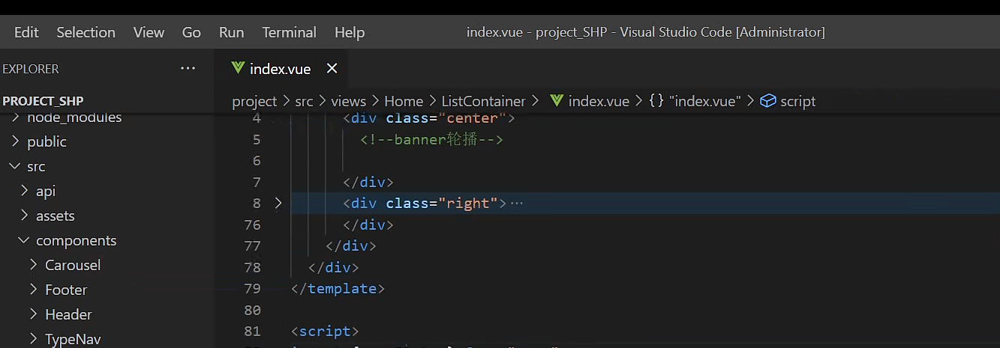 Edit Selection View Go Run Terminal Help index.vue - project_SHP - Visual Studio Code [Administrator]
EXPLORER ··· index.vue ×
PROJECT_SHP project > src > views > Home > ListContainer > index.vue > {} "index.vue" > script
> node_modules
4 <div class="center">
> public
5 <!--banner轮播-->
6
∨ src
7 </div>
> api
8 > <div class="right">···
> assets
76 </div>
∨ components
77 </div>
> Carousel
78 </div>
> Footer
79 </template>
> Header
80
81 <script>
> TypeNav